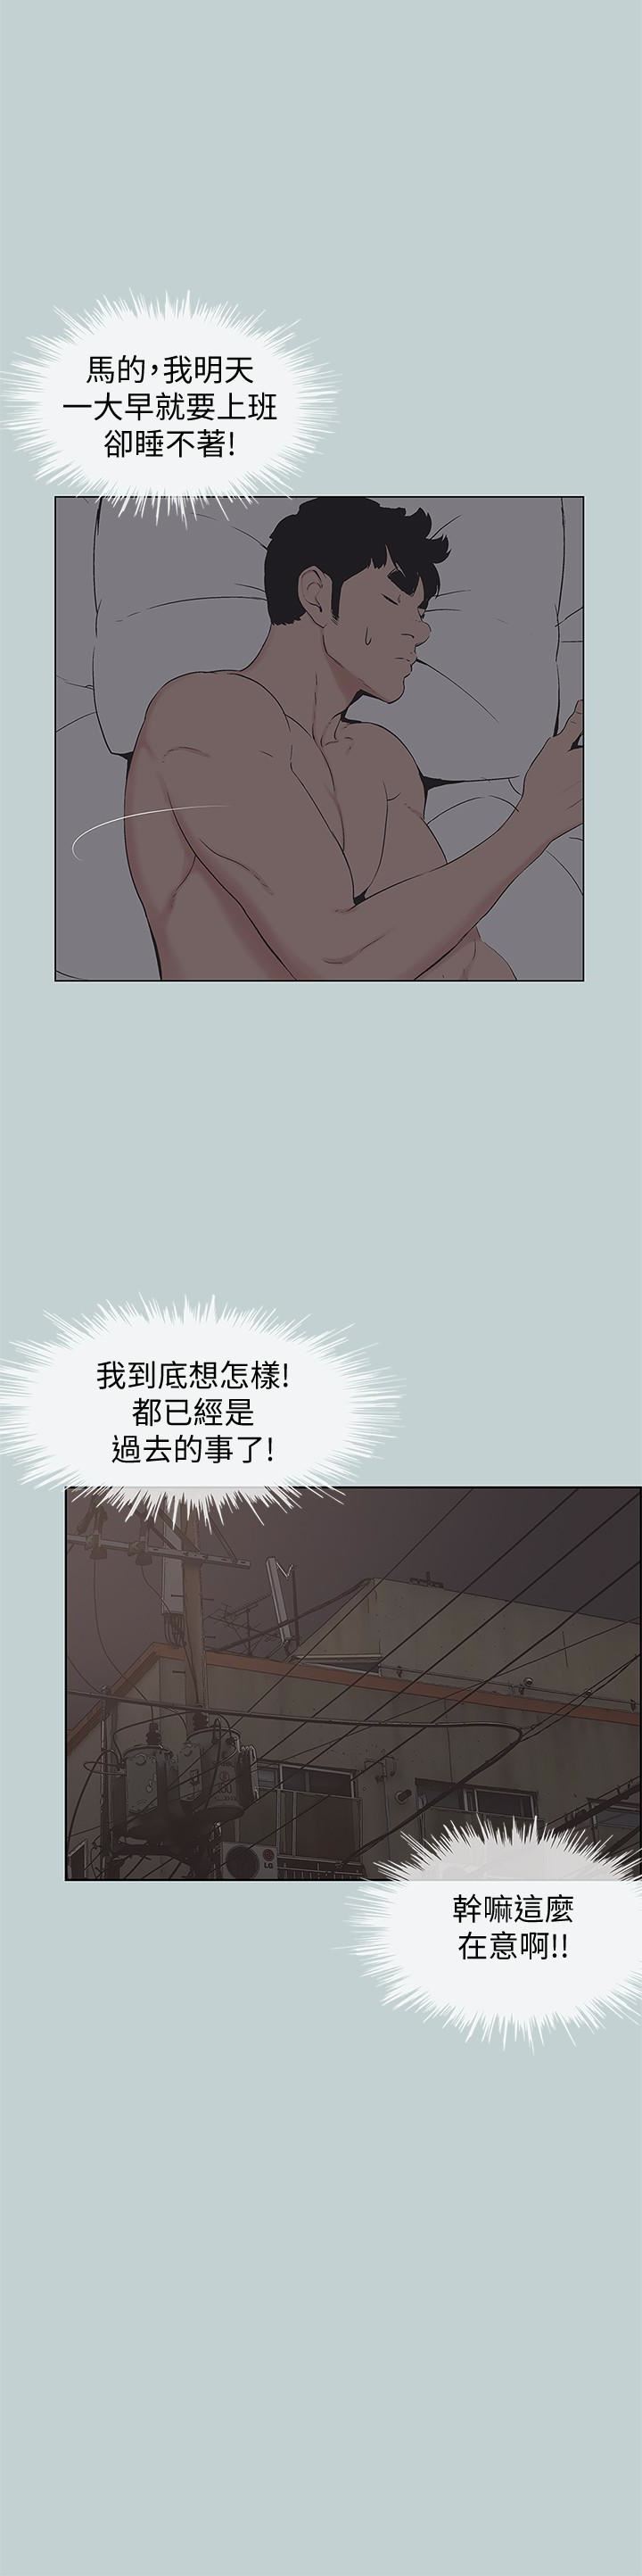 馬的，我明天
一大早就要上班
卻睡不著！
我到底想怎樣！
都已經是
過去的事了！
LG
幹嘛這麼
在意啊！！